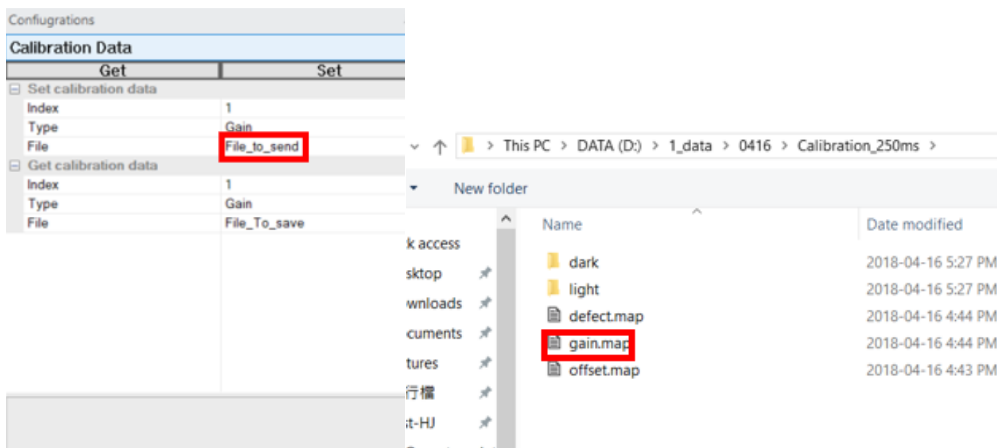 Confiugrations
Calibration Data
Get Set
Set calibration data
Index 1
Type Gain
File File_to_send
Get calibration data
Index 1
Type Gain
File File_To_save
This PC > DATA (D:) > 1_data > 0416 > Calibration_250ms >
New folder
Name Date modified
k access
sktop
wnloads
cuments
tures
行檔
st-HJ
dark 2018-04-16 5:27 PM
light 2018-04-16 5:27 PM
defect.map 2018-04-16 4:44 PM
gain.map 2018-04-16 4:44 PM
offset.map 2018-04-16 4:43 PM